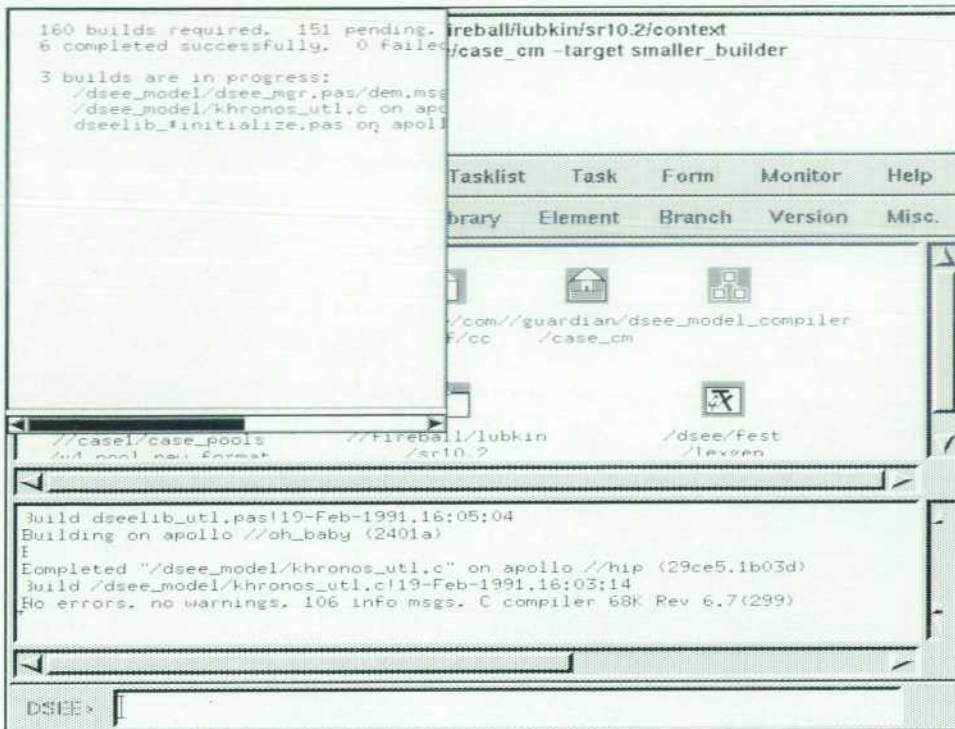 160 builds required, 151 pending,
6 completed successfully, 0 failed
3 builds are in progress:
/dsee_model/dsee_mgr.pas/dem.msg
/dsee_model/khronos_utl.c on apo
dseelib_*initialize.pas on apoll
ireball/lubkin/sr10.2/context
/case_cm -target smaller_builder
Tasklist Task Form Monitor Help
brary Element Branch Version Misc.
/com//guardian/dsee_model_compiler
f/cc /case_cm
//case1/case_pools //fireball/lubkin /dsee/fest
/v4_pool_new_format /sr10.2 /lexgen
Build dseelib_utl.pas!19-Feb-1991.16:05:04
Building on apollo //oh_baby (2401a)
E
Eompleted "/dsee_model/khronos_utl.c" on apollo //hip (29ce5.1b03d)
Build /dsee_model/khronos_utl.c!19-Feb-1991.16:03:14
No errors, no warnings, 106 info msgs, C compiler 68K Rev 6.7(299)
DSEE>